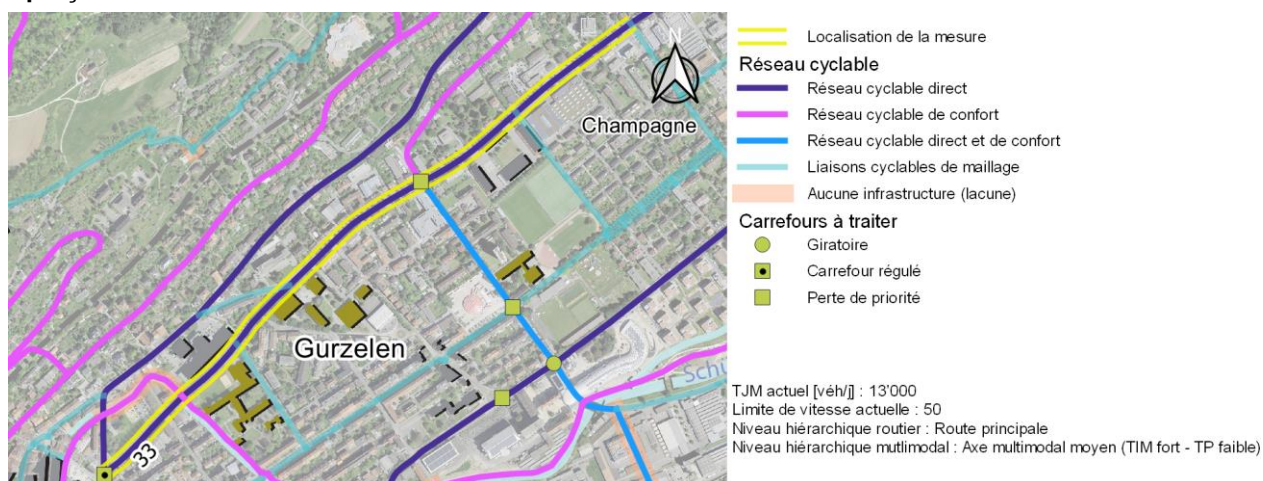 N
Champagne
Gurzelen
Schü
33
Localisation de la mesure
Réseau cyclable
Réseau cyclable direct
Réseau cyclable de confort
Réseau cyclable direct et de confort
Liaisons cyclables de maillage
Aucune infrastructure (lacune)
Carrefours à traiter
Giratoire
Carrefour régulé
Perte de priorité
TJM actuel [véh/j] : 13'000
Limite de vitesse actuelle : 50
Niveau hiérarchique routier : Route principale
Niveau hiérarchique mutlimodal : Axe multimodal moyen (TIM fort - TP faible)